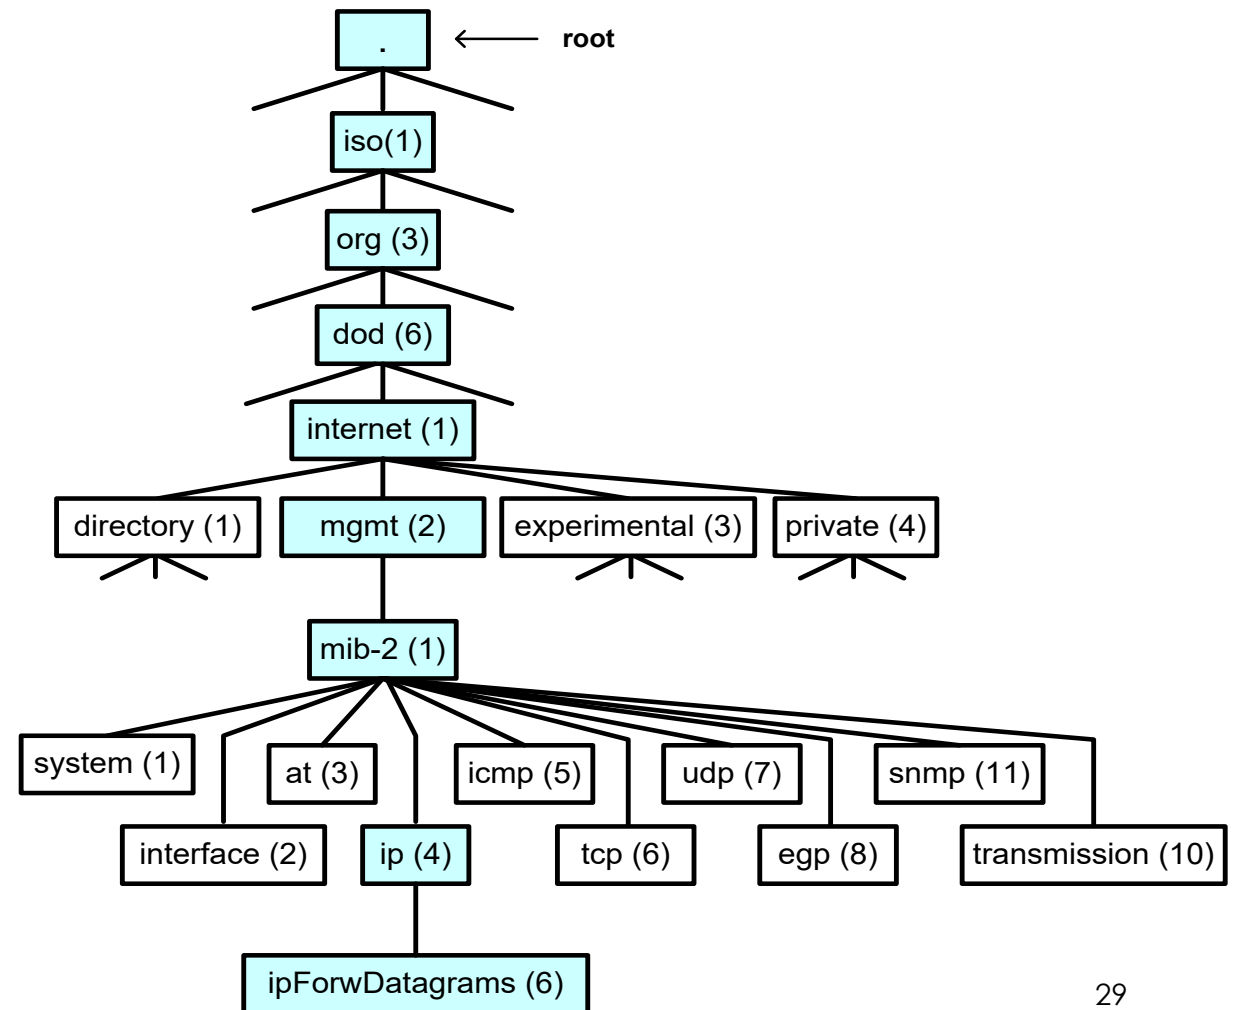 .
root
iso(1)
org (3)
dod (6)
internet (1)
directory (1)
mgmt (2)
experimental (3)
private (4)
mib-2 (1)
system (1)
at (3)
icmp (5)
udp (7)
snmp (11)
interface (2)
ip (4)
tcp (6)
egp (8)
transmission (10)
ipForwDatagrams (6)
29